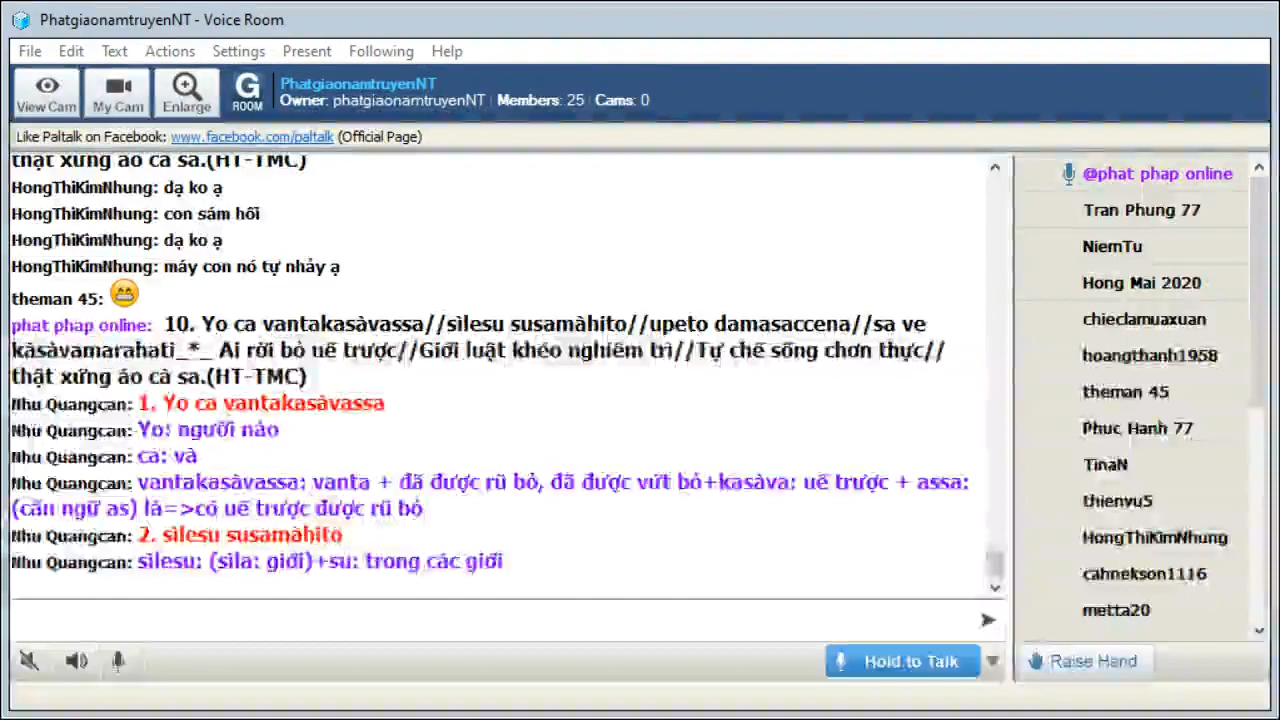 PhatgiaonamtruyenNT - Voice Room
File Edit Text Actions Settings Present Following Help
View Cam My Cam Enlarge G ROOM PhatgiaonamtruyenNT
Owner: phatgiaonamtruyenNT Members: 25 Cams: 0
Like Paltalk on Facebook: www.facebook.com/paltalk (Official Page)
thật xứng áo cà sa.(HT-TMC)
HongThiKimNhung: dạ ko ạ
HongThiKimNhung: con sám hối
HongThiKimNhung: dạ ko ạ
HongThiKimNhung: máy con nó tự nhảy ạ
theman 45:
phat phap online: 10. Yo ca vantakasàvassa//sìlesu susamàhito//upeto damasaccena//sa ve
kàsàvamarahati_*_ Ai rời bỏ uế trược//Giới luật khéo nghiêm trì//Tự chế sống chơn thực//
thật xứng áo cà sa.(HT-TMC)
Nhu Quangcan: 1. Yo ca vantakasàvassa
Nhu Quangcan: Yo: người nào
Nhu Quangcan: ca: và
Nhu Quangcan: vantakasàvassa: vanta + đã được rũ bỏ, đã được vứt bỏ+kasàva: uế trược + assa:
(căn ngữ as) là=>có uế trược được rũ bỏ
Nhu Quangcan: 2. sìlesu susamàhito
Nhu Quangcan: sìlesu: (sìla: giới)+su: trong các giới
Hold to Talk
@phat phap online
Tran Phung 77
NiemTu
Hong Mai 2020
chieclamuaxuan
hoangthanh1958
theman 45
Phuc Hanh 77
TinaN
thienvu5
HongThiKimNhung
cahnekson1116
metta20
Raise Hand